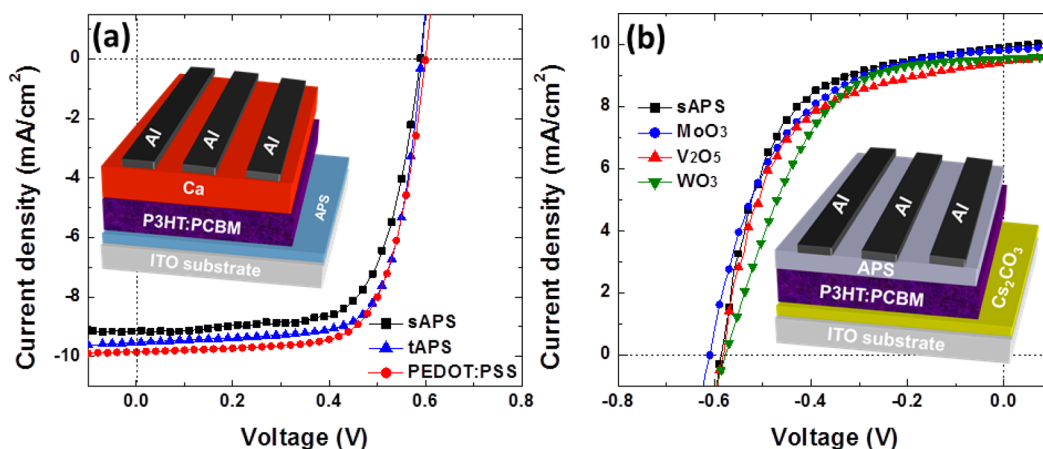 (a)
Current density (mA/cm²)
0
-2
-4
-6
-8
-10
Al Al Al
Ca
P3HT:PCBM
APS
ITO substrate
sAPS
tAPS
PEDOT:PSS
0.0 0.2 0.4 0.6 0.8
Voltage (V)
(b)
Current density (mA/cm²)
10
8
6
4
2
0
sAPS
MoO₃
V₂O₅
WO₃
Al Al Al
APS
P3HT:PCBM
Cs₂CO₃
ITO substrate
-0.8 -0.6 -0.4 -0.2 0.0
Voltage (V)